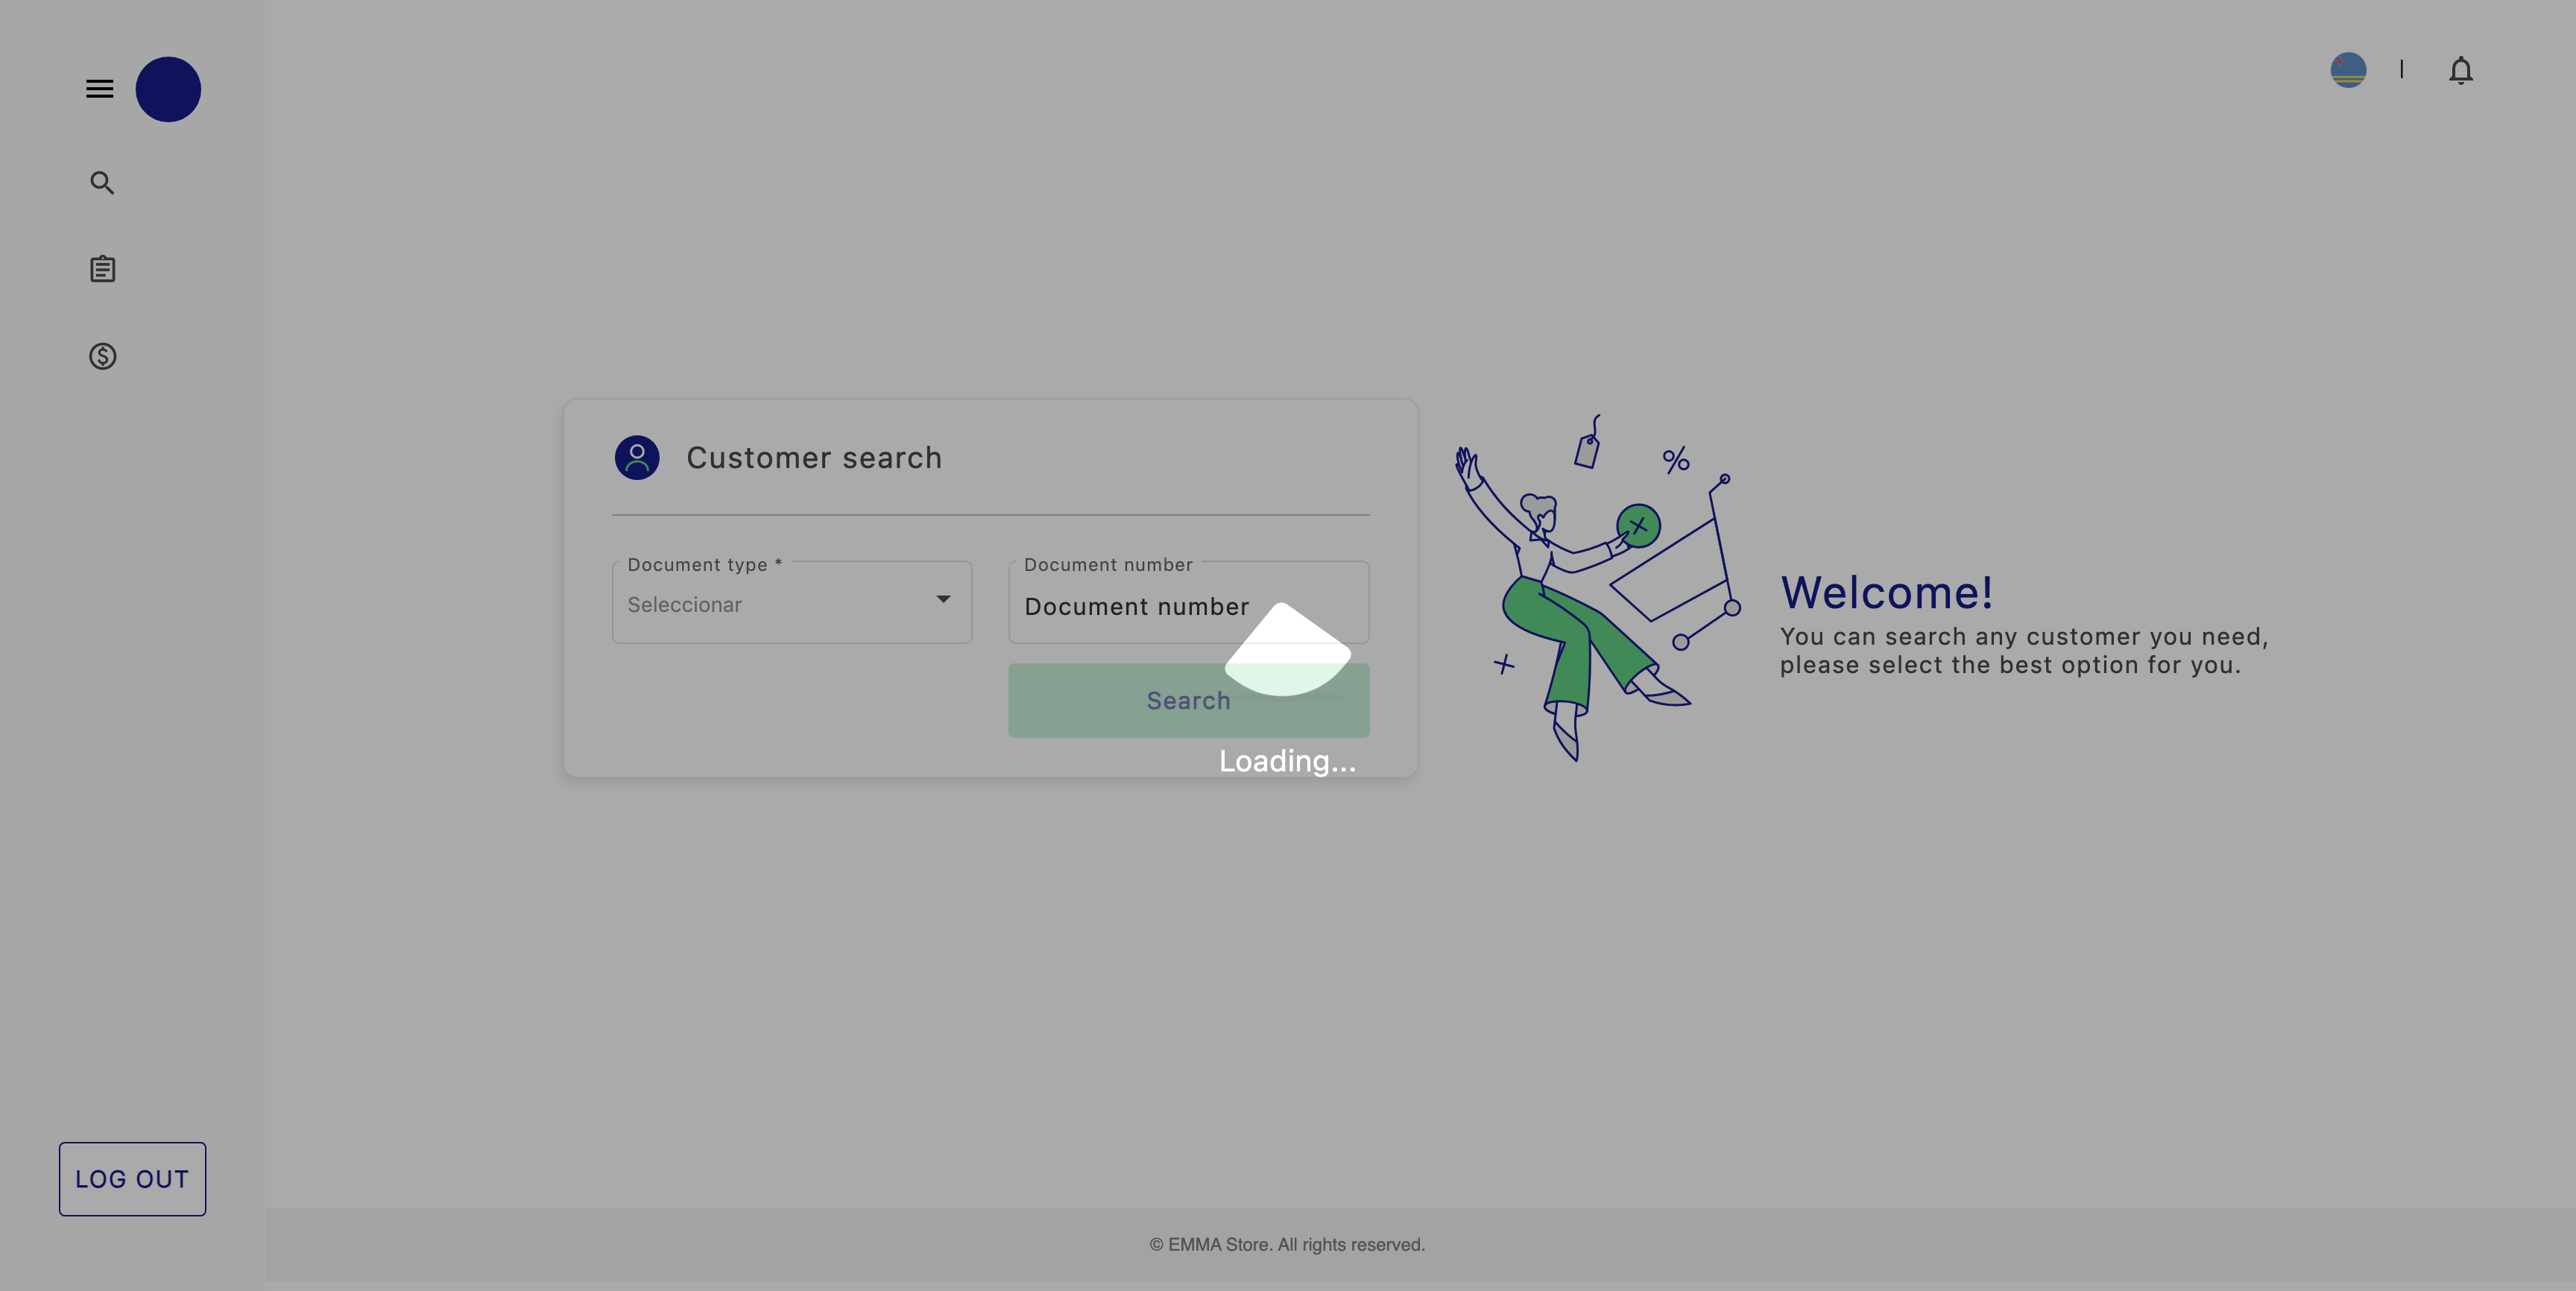 Customer search
Document type *
Seleccionar
Document number
Document number
Search
Loading...
Welcome!
You can search any customer you need,
please select the best option for you.
LOG OUT
© EMMA Store. All rights reserved.